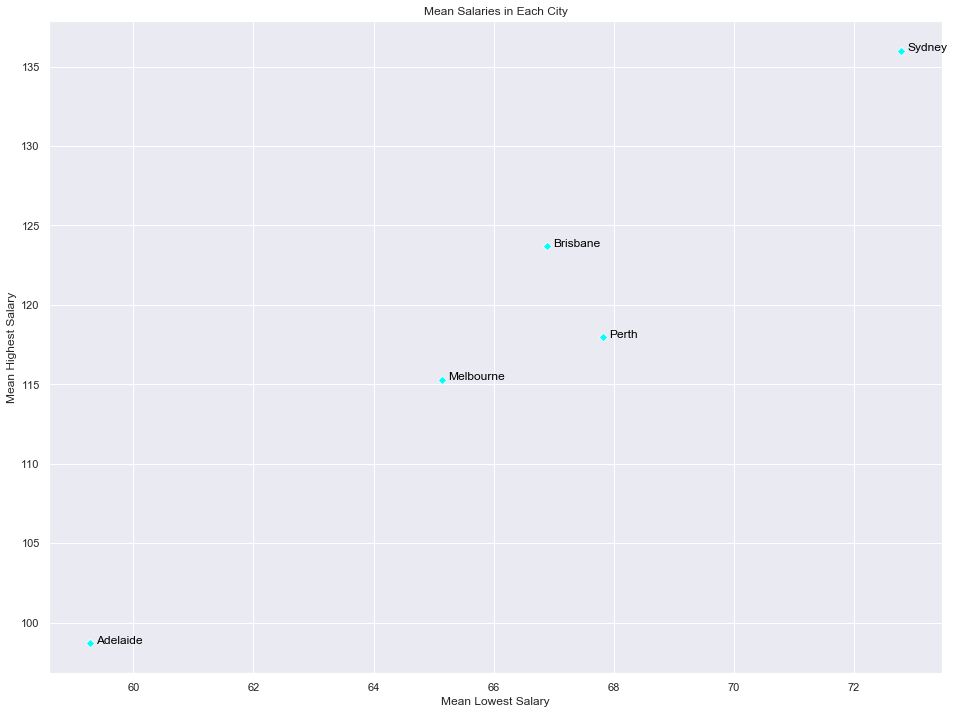 Mean Salaries in Each City
Sydney
135
130
125
Brisbane
120
Perth
Melbourne
115
110
105
100
Adelaide
Mean Highest Salary
60 62 64 66 68 70 72
Mean Lowest Salary